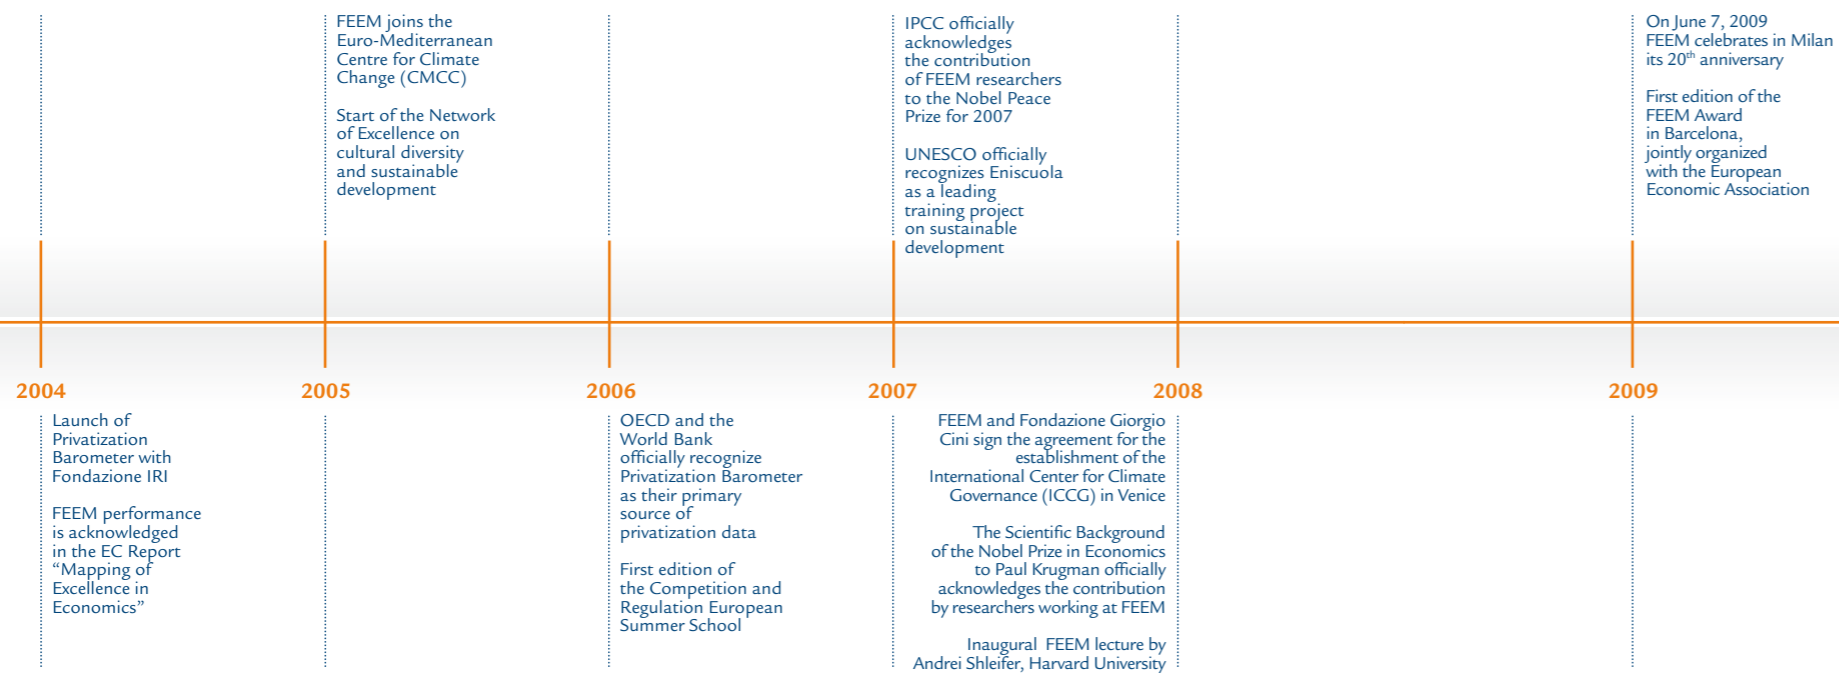 FEEM joins the
Euro-Mediterranean
Centre for Climate
Change (CMCC)
Start of the Network
of Excellence on
cultural diversity
and sustainable
development
IPCC officially
acknowledges
the contribution
of FEEM researchers
to the Nobel Peace
Prize for 2007
UNESCO officially
recognizes Eniscuola
as a leading
training project
on sustainable
development
On June 7, 2009
FEEM celebrates in Milan
its 20th anniversary
First edition of the
FEEM Award
in Barcelona,
jointly organized
with the European
Economic Association
2004
2005
2006
2007
2008
2009
Launch of
Privatization
Barometer with
Fondazione IRI
FEEM performance
is acknowledged
in the EC Report
“Mapping of
Excellence in
Economics”
OECD and the
World Bank
officially recognize
Privatization Barometer
as their primary
source of
privatization data
First edition of
the Competition and
Regulation European
Summer School
FEEM and Fondazione Giorgio
Cini sign the agreement for the
establishment of the
International Center for Climate
Governance (ICCG) in Venice
The Scientific Background
of the Nobel Prize in Economics
to Paul Krugman officially
acknowledges the contribution
by researchers working at FEEM
Inaugural FEEM lecture by
Andrei Shleifer, Harvard University